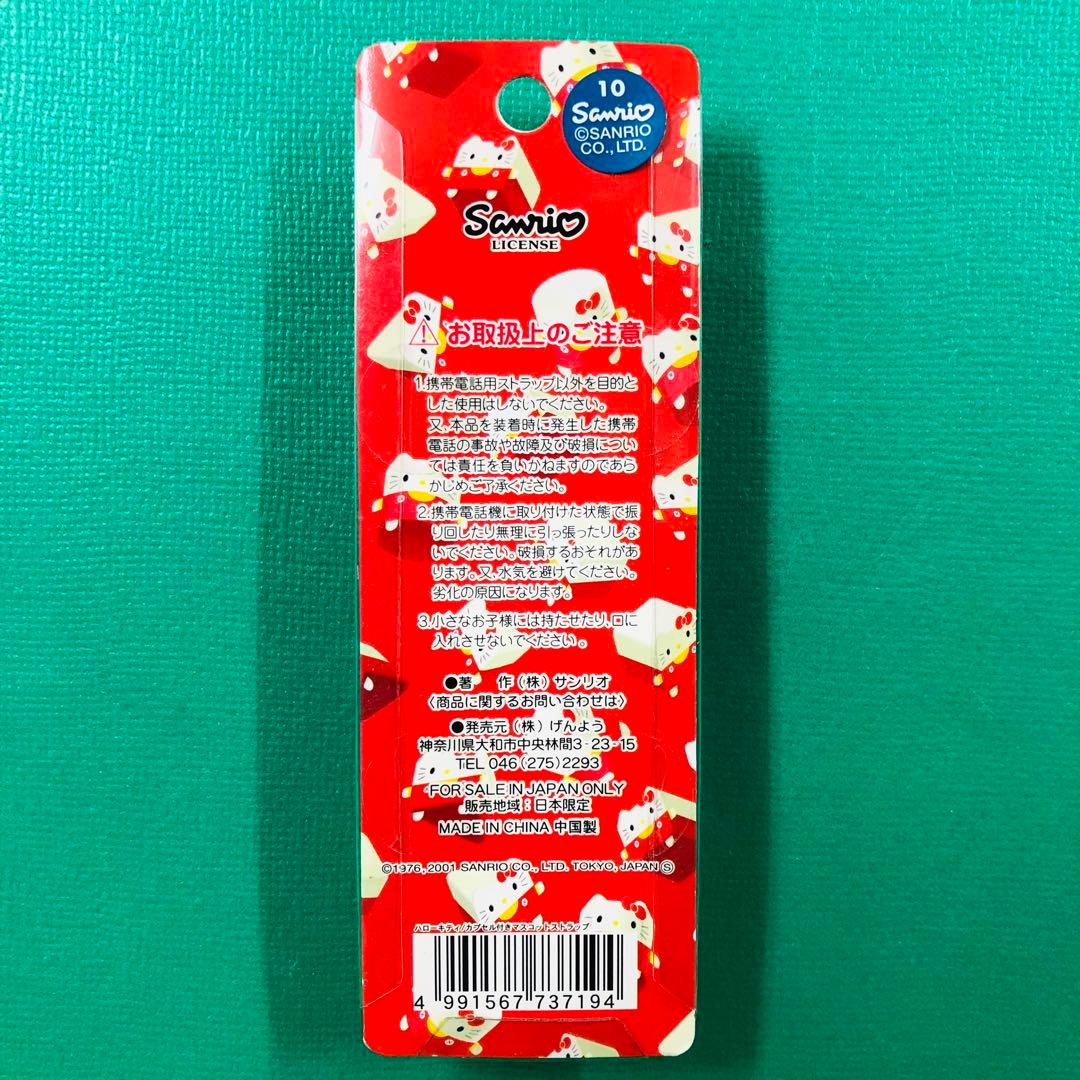 10
Sanrio
©SANRIO
CO., LTD.
Sanrio
LICENSE
お取扱上のご注意
1.携帯電話用ストラップ以外を目的と
した使用はしないでください。
又、本品を装着時に発生した携帯
電話の事故や故障及び破損につい
ては責任を負いかねますのであら
かじめご了承ください。
2.携帯電話機に取り付けた状態で振
り回したり無理に引っ張ったりしな
いでください。破損するおそれがあ
ります。又、水気を避けてください。
劣化の原因になります。
3.小さなお子様には持たせたり、口に
入れさせないでください。
●著 作(株)サンリオ
〈商品に関するお問い合わせは〉
●発売元(株)げんよう
神奈川県大和市中央林間3-23-15
TEL 046(275)2293
FOR SALE IN JAPAN ONLY
販売地域:日本限定
MADE IN CHINA 中国製
©1976, 2001 SANRIO CO., LTD. TOKYO, JAPAN Ⓢ
ハローキティ/カプセル付きマスコットストラップ
4 991567 737194